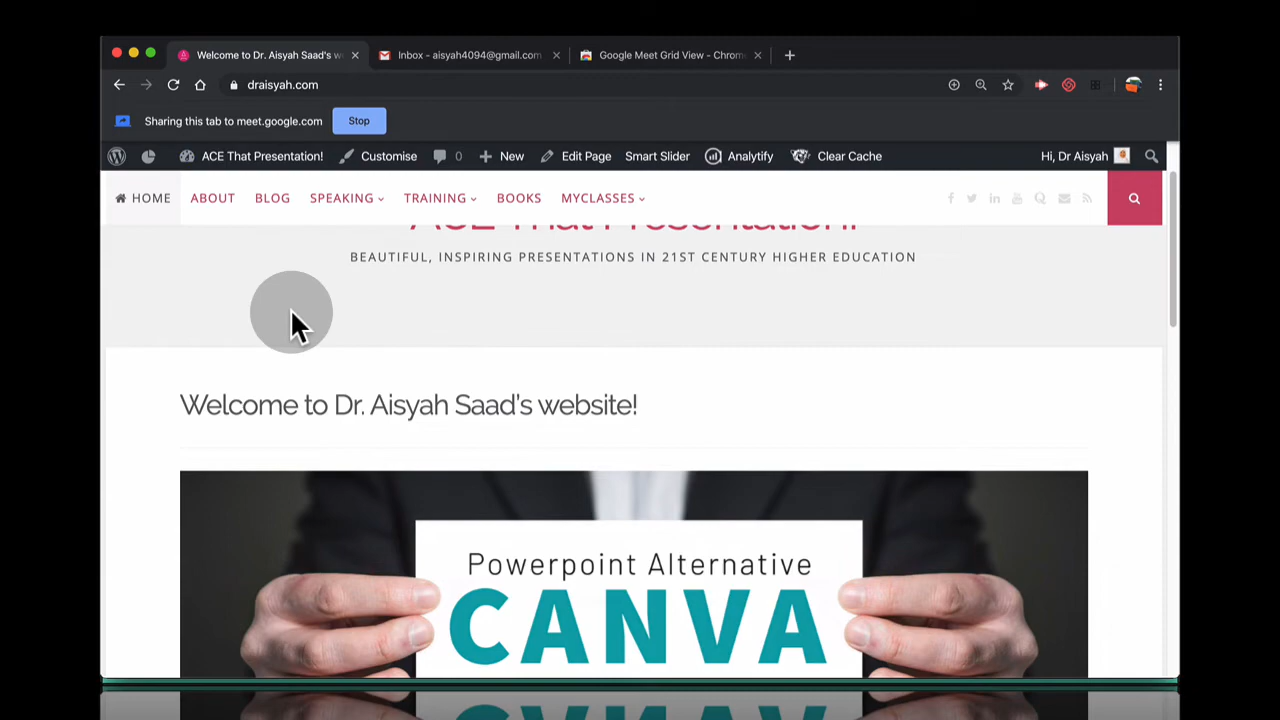 Welcome to Dr. Aisyah Saad's w
Inbox - aisyah4094@gmail.com
Google Meet Grid View - Chrom
draisyah.com
Sharing this tab to meet.google.com Stop
ACE That Presentation! Customise 0 New Edit Page Smart Slider Analytify Clear Cache Hi, Dr Aisyah
HOME ABOUT BLOG SPEAKING TRAINING BOOKS MYCLASSES
ACE That Presentation!
BEAUTIFUL, INSPIRING PRESENTATIONS IN 21ST CENTURY HIGHER EDUCATION
Welcome to Dr. Aisyah Saad's website!
Powerpoint Alternative
CANVA